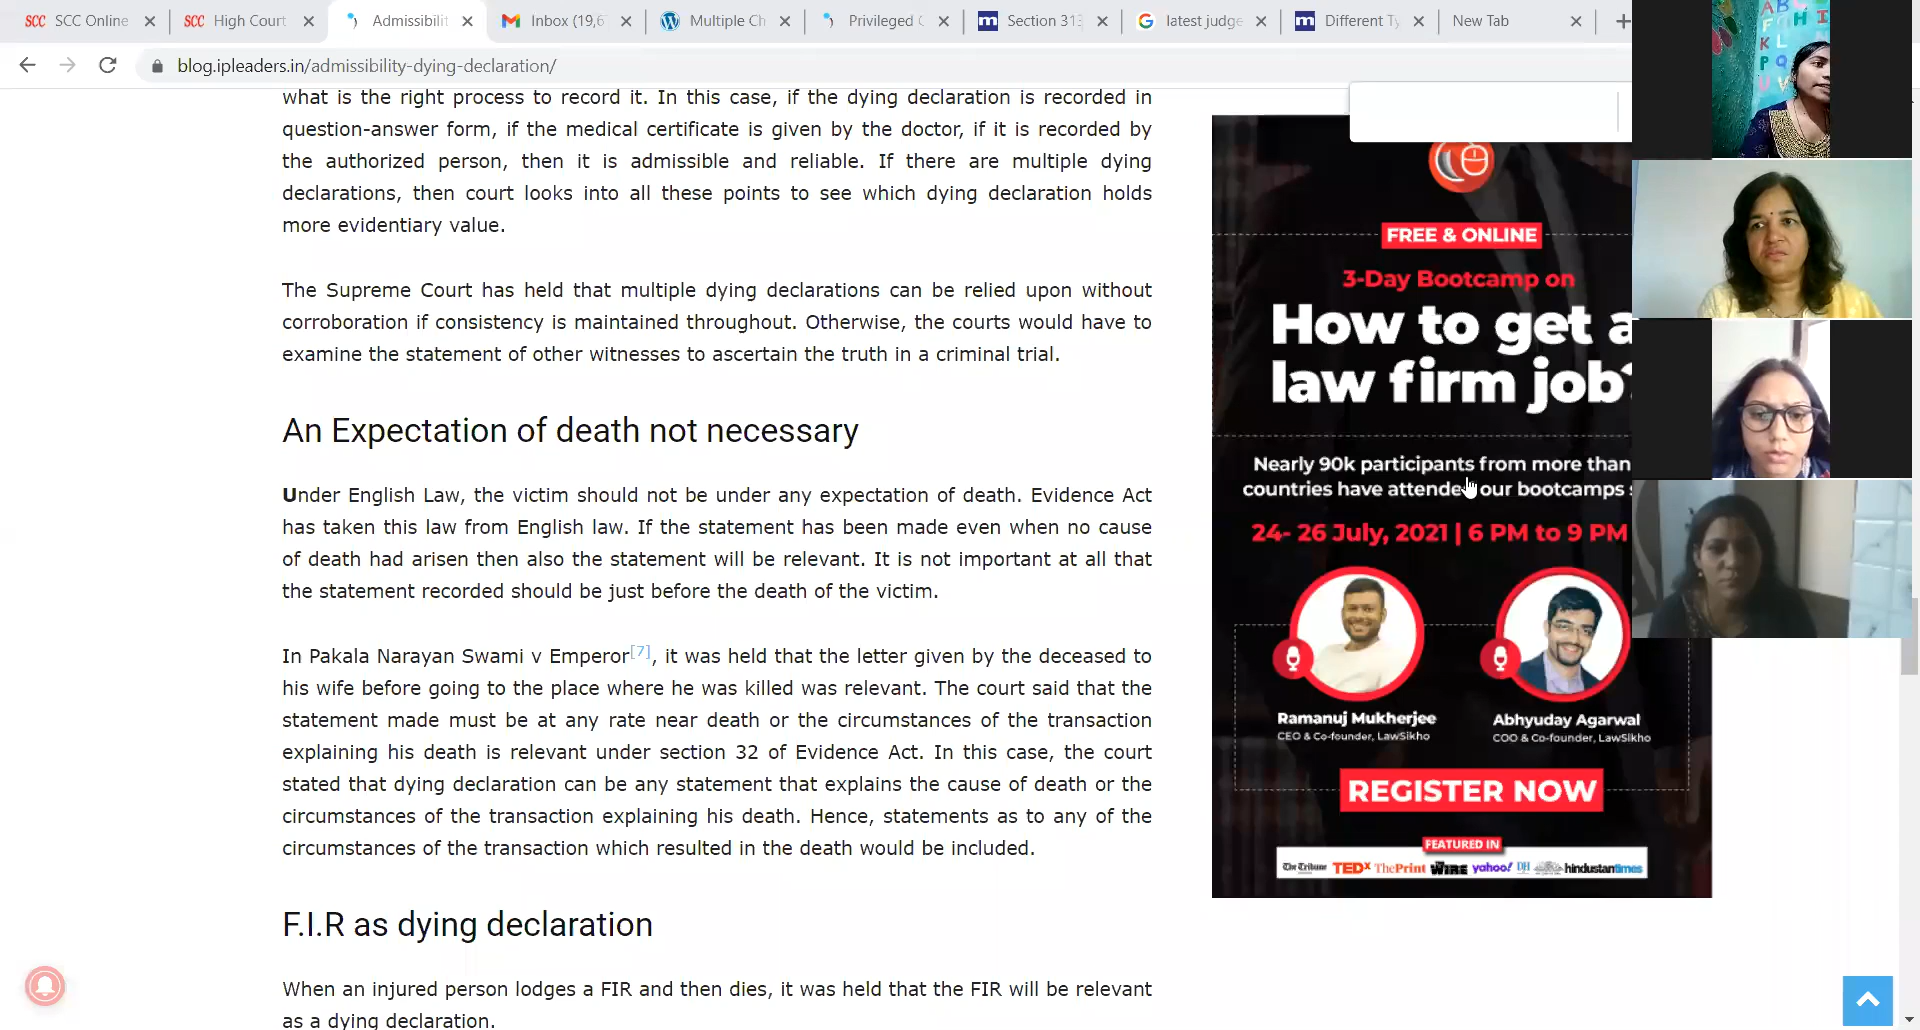 SCC SCC Online
SCC High Court
Admissibilit
Inbox (19,6
Multiple Ch
Privileged
Section 313
latest judge
Different Ty
New Tab
blog.ipleaders.in/admissibility-dying-declaration/
what is the right process to record it. In this case, if the dying declaration is recorded in
question-answer form, if the medical certificate is given by the doctor, if it is recorded by
the authorized person, then it is admissible and reliable. If there are multiple dying
declarations, then court looks into all these points to see which dying declaration holds
more evidentiary value.
The Supreme Court has held that multiple dying declarations can be relied upon without
corroboration if consistency is maintained throughout. Otherwise, the courts would have to
examine the statement of other witnesses to ascertain the truth in a criminal trial.
An Expectation of death not necessary
Under English Law, the victim should not be under any expectation of death. Evidence Act
has taken this law from English law. If the statement has been made even when no cause
of death had arisen then also the statement will be relevant. It is not important at all that
the statement recorded should be just before the death of the victim.
In Pakala Narayan Swami v Emperor[7], it was held that the letter given by the deceased to
his wife before going to the place where he was killed was relevant. The court said that the
statement made must be at any rate near death or the circumstances of the transaction
explaining his death is relevant under section 32 of Evidence Act. In this case, the court
stated that dying declaration can be any statement that explains the cause of death or the
circumstances of the transaction explaining his death. Hence, statements as to any of the
circumstances of the transaction which resulted in the death would be included.
F.I.R as dying declaration
When an injured person lodges a FIR and then dies, it was held that the FIR will be relevant
as a dying declaration.
FREE & ONLINE
3-Day Bootcamp on
How to get a
law firm job?
Nearly 90k participants from more than
countries have attended our bootcamps
24- 26 July, 2021 | 6 PM to 9 PM
Ramanuj Mukherjee
CEO & Co-founder, LawSikho
Abhyuday Agarwal
COO & Co-founder, LawSikho
REGISTER NOW
FEATURED IN
The Tribune TEDx ThePrint THE WIRE yahoo! DH hindustantimes